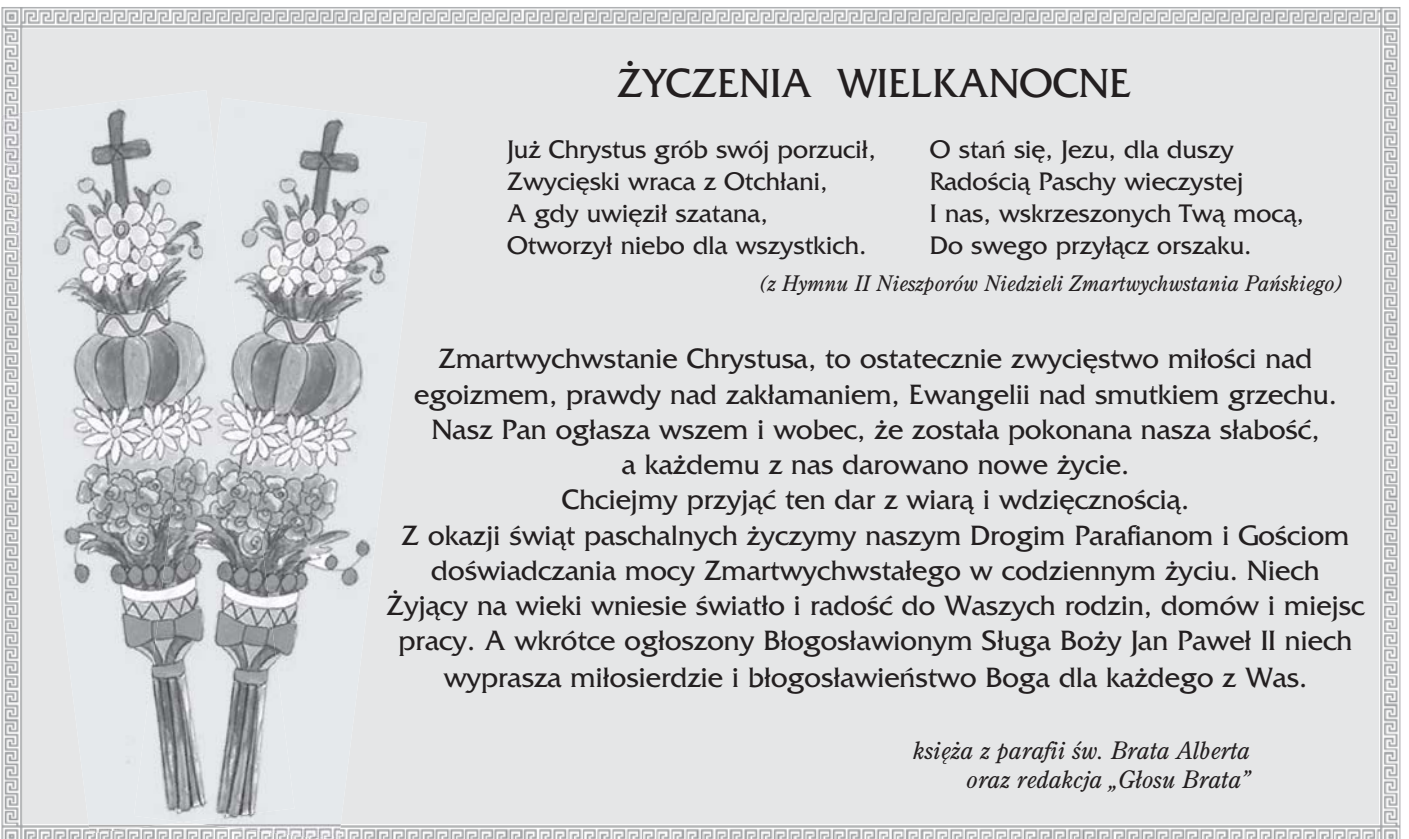 ŻYCZENIA WIELKANOCNE
Już Chrystus grób swój porzucił,
Zwycięski wraca z Otchłani,
A gdy uwięził szatana,
Otworzył niebo dla wszystkich.
O stań się, Jezu, dla duszy
Radością Paschy wieczystej
I nas, wskrzeszonych Twą mocą,
Do swego przyłącz orszaku.
(z Hymnu II Nieszporów Niedzieli Zmartwychwstania Pańskiego)
Zmartwychwstanie Chrystusa, to ostatecznie zwycięstwo miłości nad
egoizmem, prawdy nad zakłamaniem, Ewangelii nad smutkiem grzechu.
Nasz Pan ogłasza wszem i wobec, że została pokonana nasza słabość,
a każdemu z nas darowano nowe życie.
Chciejmy przyjąć ten dar z wiarą i wdzięcznością.
Z okazji świąt paschalnych życzymy naszym Drogim Parafianom i Gościom
doświadczania mocy Zmartwychwstałego w codziennym życiu. Niech
Żyjący na wieki wniesie światło i radość do Waszych rodzin, domów i miejsc
pracy. A wkrótce ogłoszony Błogosławionym Sługa Boży Jan Paweł II niech
wyprasza miłosierdzie i błogosławieństwo Boga dla każdego z Was.
księża z parafii św. Brata Alberta
oraz redakcja „Głosu Brata”